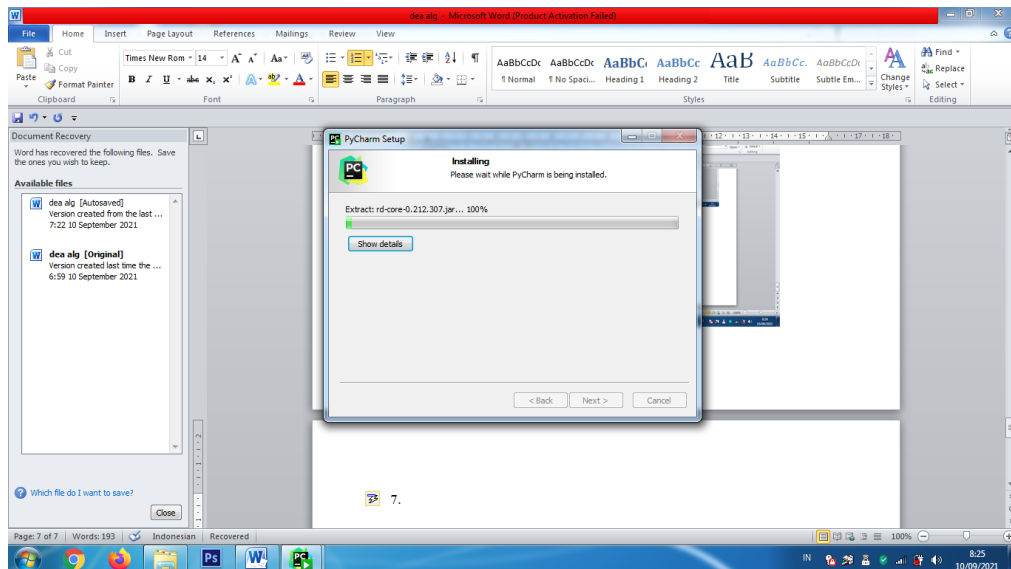 dea alg - Microsoft Word (Product Activation Failed)
File Home Insert Page Layout References Mailings Review View
Cut
Copy
Format Painter
Paste
Clipboard
Times New Rom 14
Font
Paragraph
AaBbCcDc AaBbCcDc AaBbC AaBbCc AaB AaBbCc. AaBbCcDc
¶ Normal ¶ No Spaci... Heading 1 Heading 2 Title Subtitle Subtle Em...
Change
Styles
Styles
Find
Replace
Select
Editing
Document Recovery
Word has recovered the following files. Save
the ones you wish to keep.
Available files
dea alg [Autosaved]
Version created from the last ...
7:22 10 September 2021
dea alg [Original]
Version created last time the ...
6:59 10 September 2021
Which file do I want to save?
Close
PyCharm Setup
Installing
Please wait while PyCharm is being installed.
Extract: rd-core-0.212.307.jar... 100%
Show details
< Back Next > Cancel
7.
Page: 7 of 7 Words: 193 Indonesian Recovered 100%
IN
8:25
10/09/2021